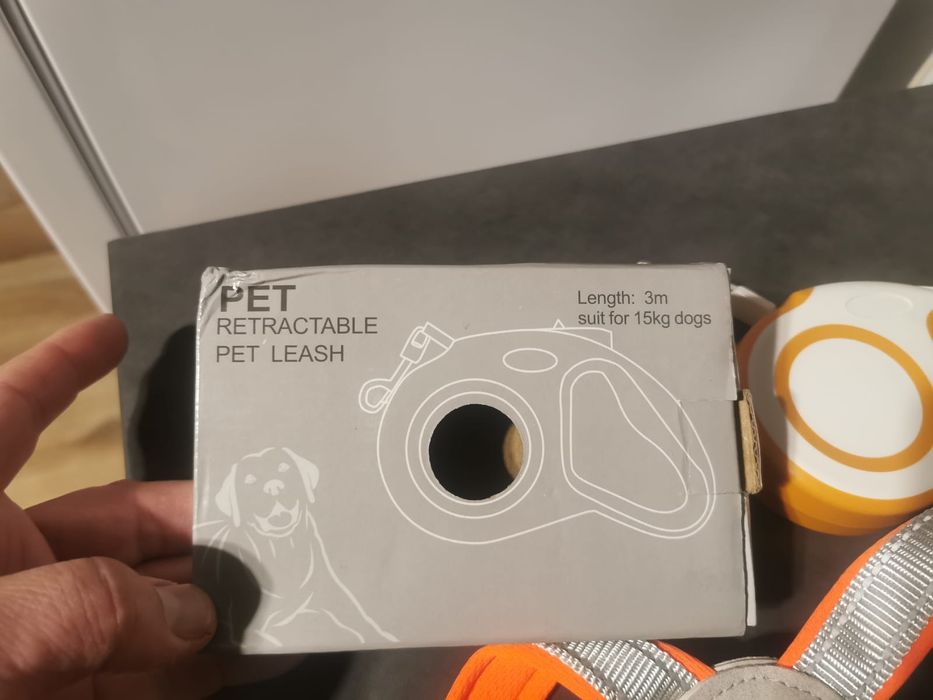 PET
RETRACTABLE
PET LEASH
Length: 3m
suit for 15kg dogs